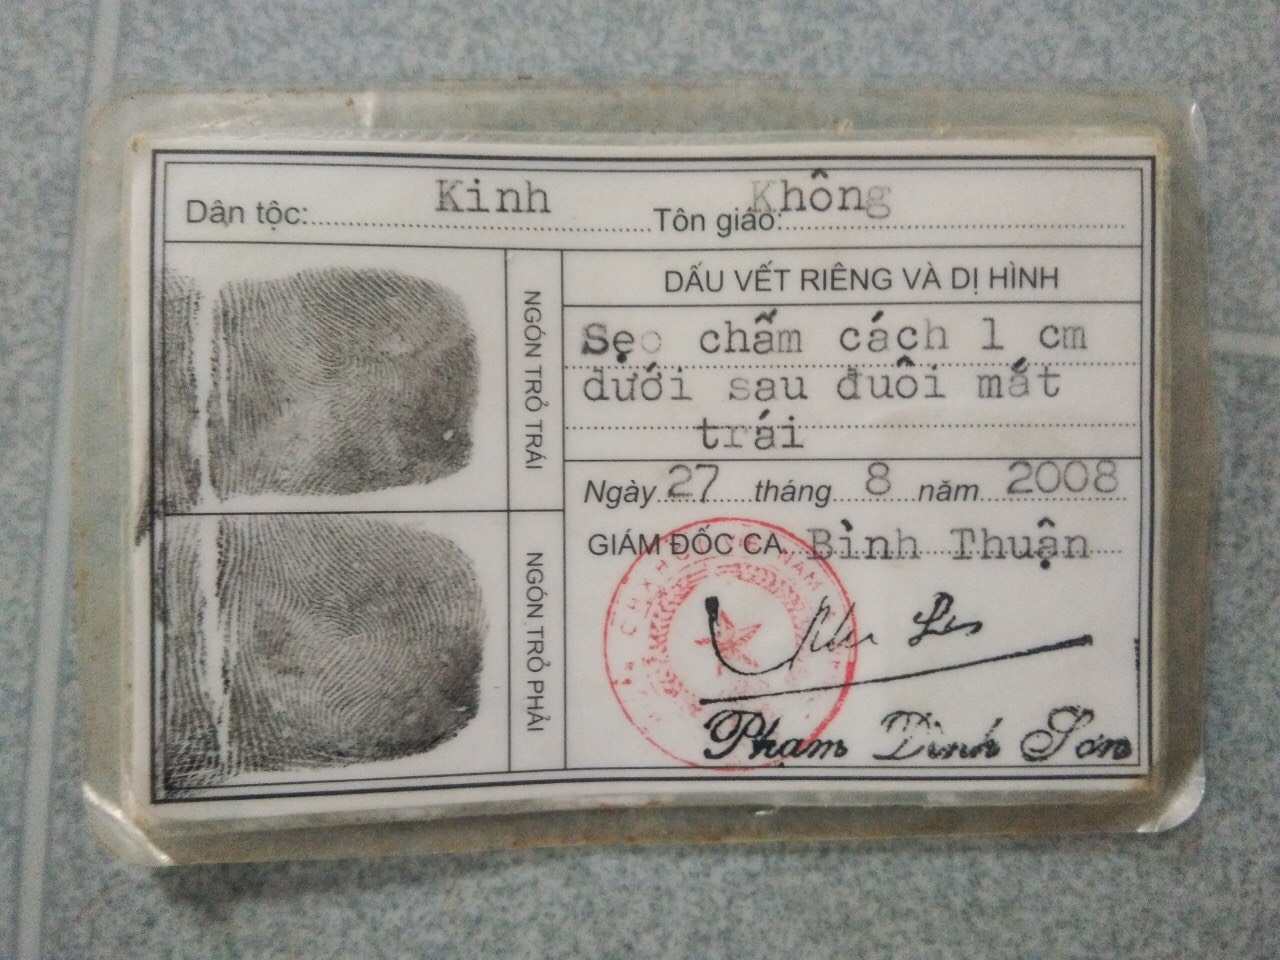 Dân tộc: Kinh Tôn giáo: Không
NGÓN TRỎ TRÁI
NGÓN TRỎ PHẢI
DẤU VẾT RIÊNG VÀ DỊ HÌNH
Sẹo chấm cách 1 cm
dưới sau đuôi mắt
trái
Ngày 27 tháng 8 năm 2008
GIÁM ĐỐC CA. Bình Thuận
Phạm Đình Sơn